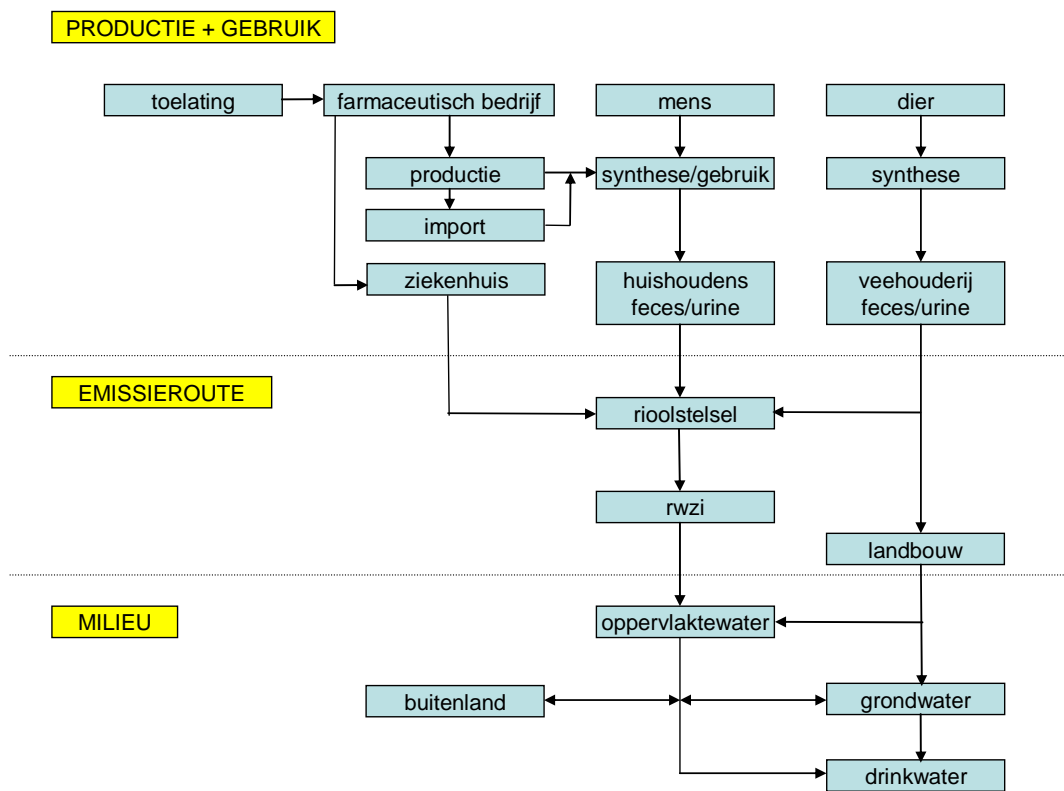 PRODUCTIE + GEBRUIK
toelating
farmaceutisch bedrijf
mens
dier
productie
synthese/gebruik
synthese
import
ziekenhuis
huishoudens
feces/urine
veehouderij
feces/urine
EMISSIEROUTE
rioolstelsel
rwzi
landbouw
MILIEU
oppervlaktewater
buitenland
grondwater
drinkwater